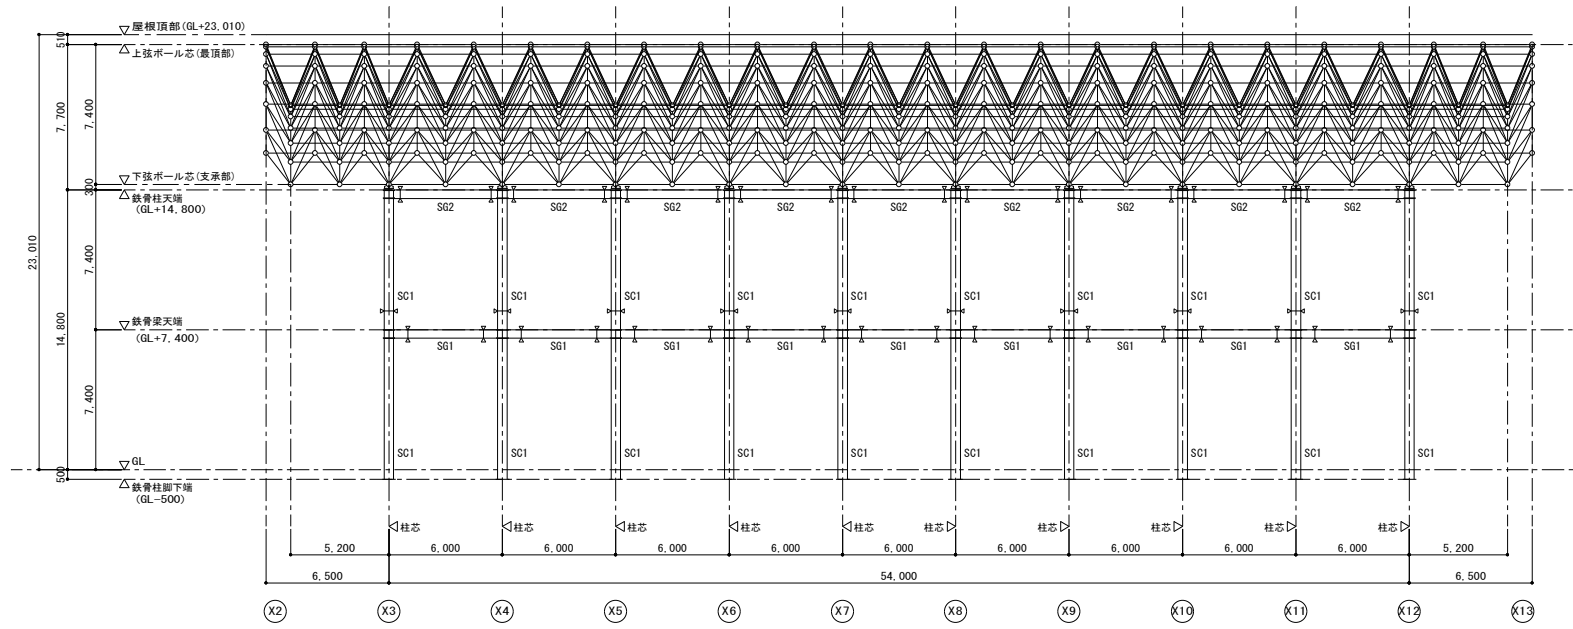 屋根頂部(GL+23,010)
上弦ボール芯(最頂部)
510
7,700
7,400
下弦ボール芯(支承部)
300
鉄骨柱天端
(GL+14,800)
SG2 SG2 SG2 SG2 SG2 SG2 SG2 SG2 SG2
23,010
7,400
SC1 SC1 SC1 SC1 SC1 SC1 SC1 SC1 SC1 SC1
14,800
鉄骨梁天端
(GL+7,400)
SG1 SG1 SG1 SG1 SG1 SG1 SG1 SG1 SG1
7,400
SC1 SC1 SC1 SC1 SC1 SC1 SC1 SC1 SC1 SC1
GL
500
鉄骨柱脚下端
(GL-500)
柱芯 柱芯 柱芯 柱芯 柱芯 柱芯 柱芯 柱芯 柱芯 柱芯
5,200 6,000 6,000 6,000 6,000 6,000 6,000 6,000 6,000 6,000 5,200
6,500 54,000 6,500
X2 X3 X4 X5 X6 X7 X8 X9 X10 X11 X12 X13